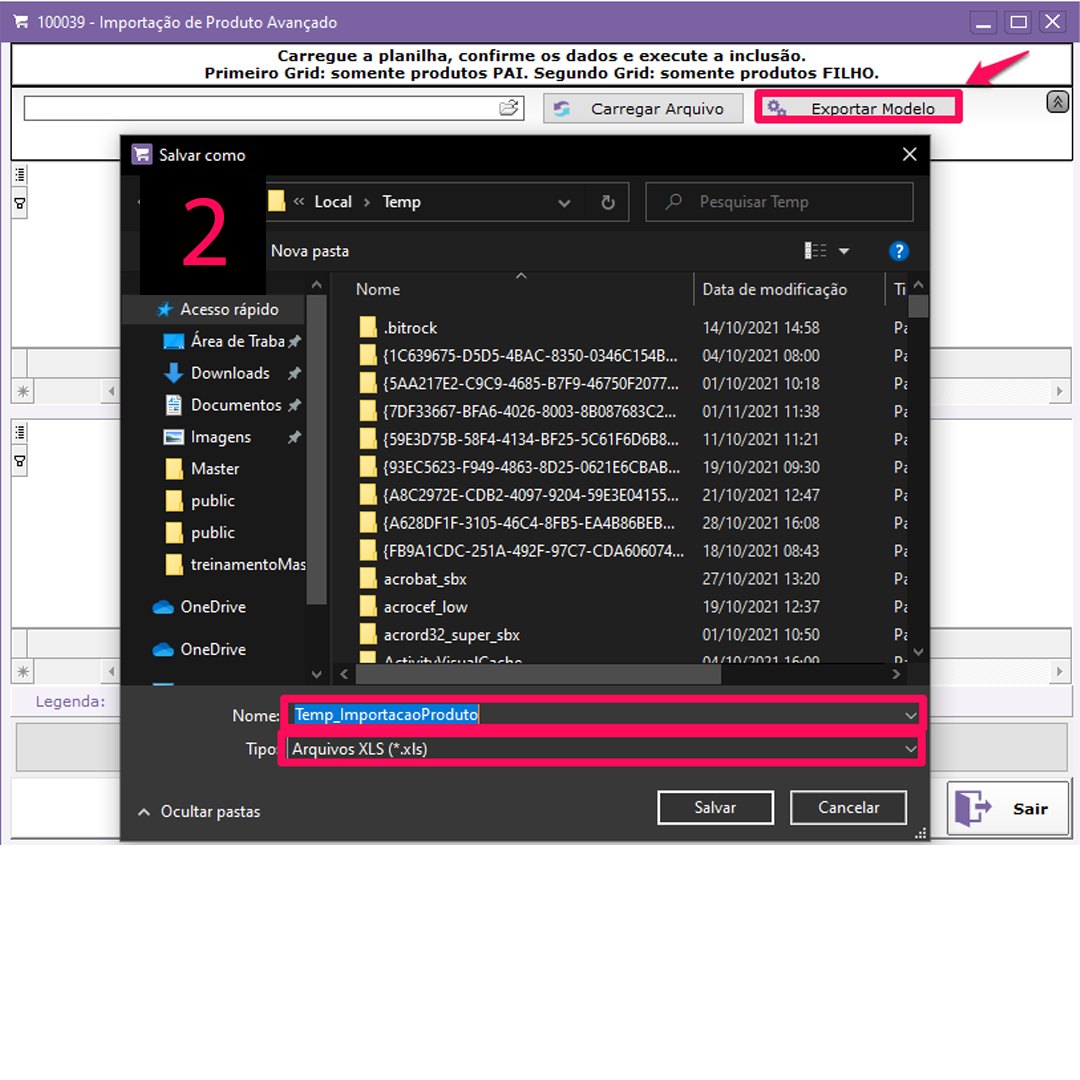 100039 - Importação de Produto Avançado
Carregue a planilha, confirme os dados e execute a inclusão.
Primeiro Grid: somente produtos PAI. Segundo Grid: somente produtos FILHO.
Carregar Arquivo
Exportar Modelo
Salvar como
2
« Local > Temp
Pesquisar Temp
Nova pasta
?
Acesso rápido
Área de Traba
Downloads
Documentos
Imagens
Master
public
public
treinamentoMas
OneDrive
OneDrive
Nome Data de modificação Ti
.bitrock 14/10/2021 14:58 Pa
{1C639675-D5D5-4BAC-8350-0346C154B... 04/10/2021 08:00 Pa
{5AA217E2-C9C9-4685-B7F9-46750F2077... 01/10/2021 10:18 Pa
{7DF33667-BFA6-4026-8003-8B087683C2... 01/11/2021 11:38 Pa
{59E3D75B-58F4-4134-BF25-5C61F6D6B8... 11/10/2021 11:21 Pa
{93EC5623-F949-4863-8D25-0621E6CBAB... 19/10/2021 09:30 Pa
{A8C2972E-CDB2-4097-9204-59E3E04155... 21/10/2021 12:47 Pa
{A628DF1F-3105-46C4-8FB5-EA4B86BEB... 28/10/2021 16:08 Pa
{FB9A1CDC-251A-492F-97C7-CDA606074... 18/10/2021 08:43 Pa
acrobat_sbx 27/10/2021 13:20 Pa
acrocef_low 19/10/2021 12:37 Pa
acrord32_super_sbx 01/10/2021 10:50 Pa
ActivityVisualCache 04/10/2021 16:09 Pa
Legenda:
Nome: Temp_ImportacaoProduto
Tipo: Arquivos XLS (*.xls)
Ocultar pastas
Salvar
Cancelar
Sair